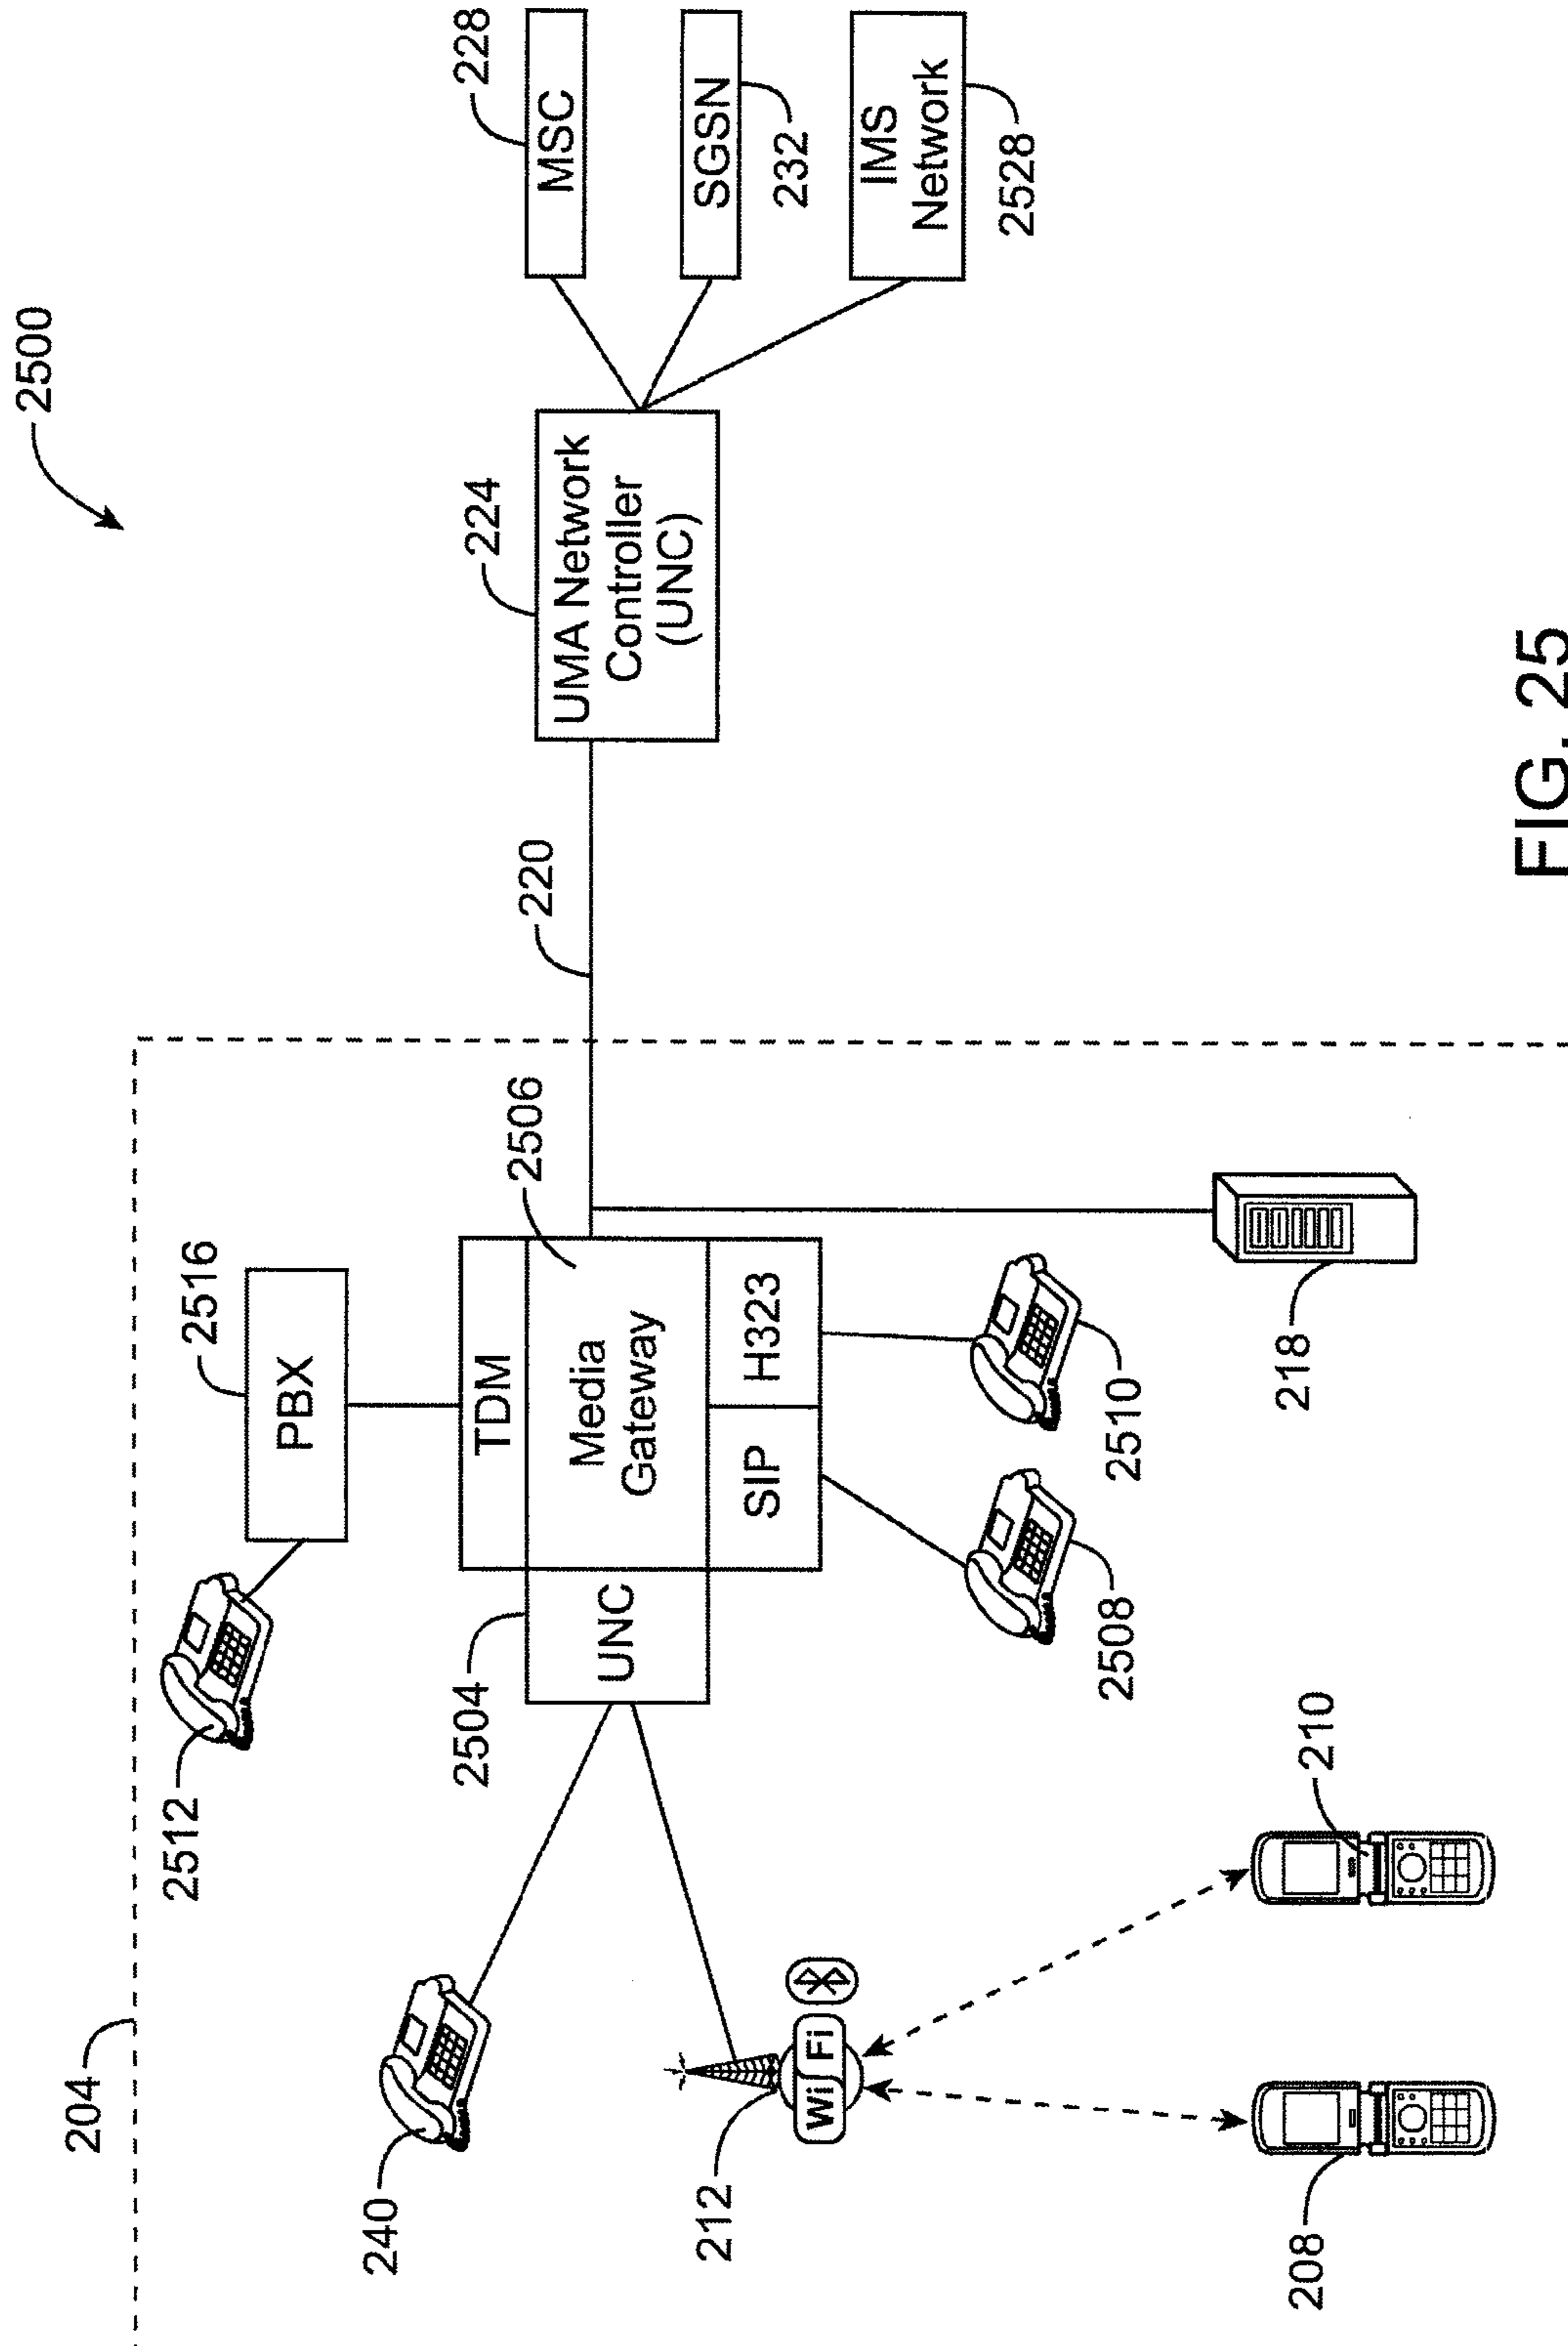 2500
204
2512
2516
PBX
240
2504
UNC
TDM
Media
Gateway
2506
SIP
H323
220
224
UMA Network
Controller
(UNC)
MSC
228
SGSN
232
IMS
Network
2528
212
Wi Fi
2508
2510
208
210
218
FIG. 25